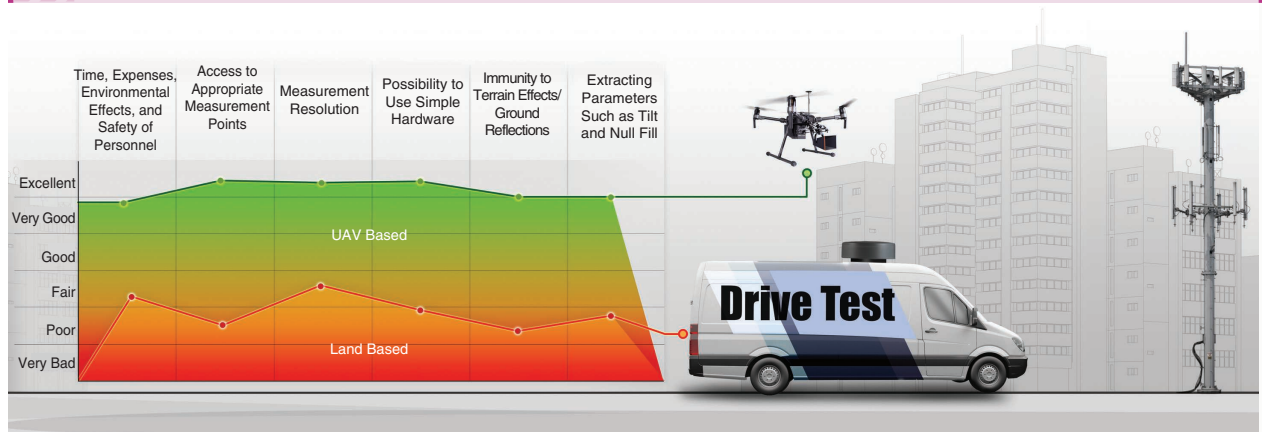 Time, Expenses,
Environmental
Effects, and
Safety of
Personnel
Access to
Appropriate
Measurement
Points
Measurement
Resolution
Possibility to
Use Simple
Hardware
Immunity to
Terrain Effects/
Ground
Reflections
Extracting
Parameters
Such as Tilt
and Null Fill
Excellent
Very Good
Good
Fair
Poor
Very Bad
UAV Based
Land Based
Drive Test